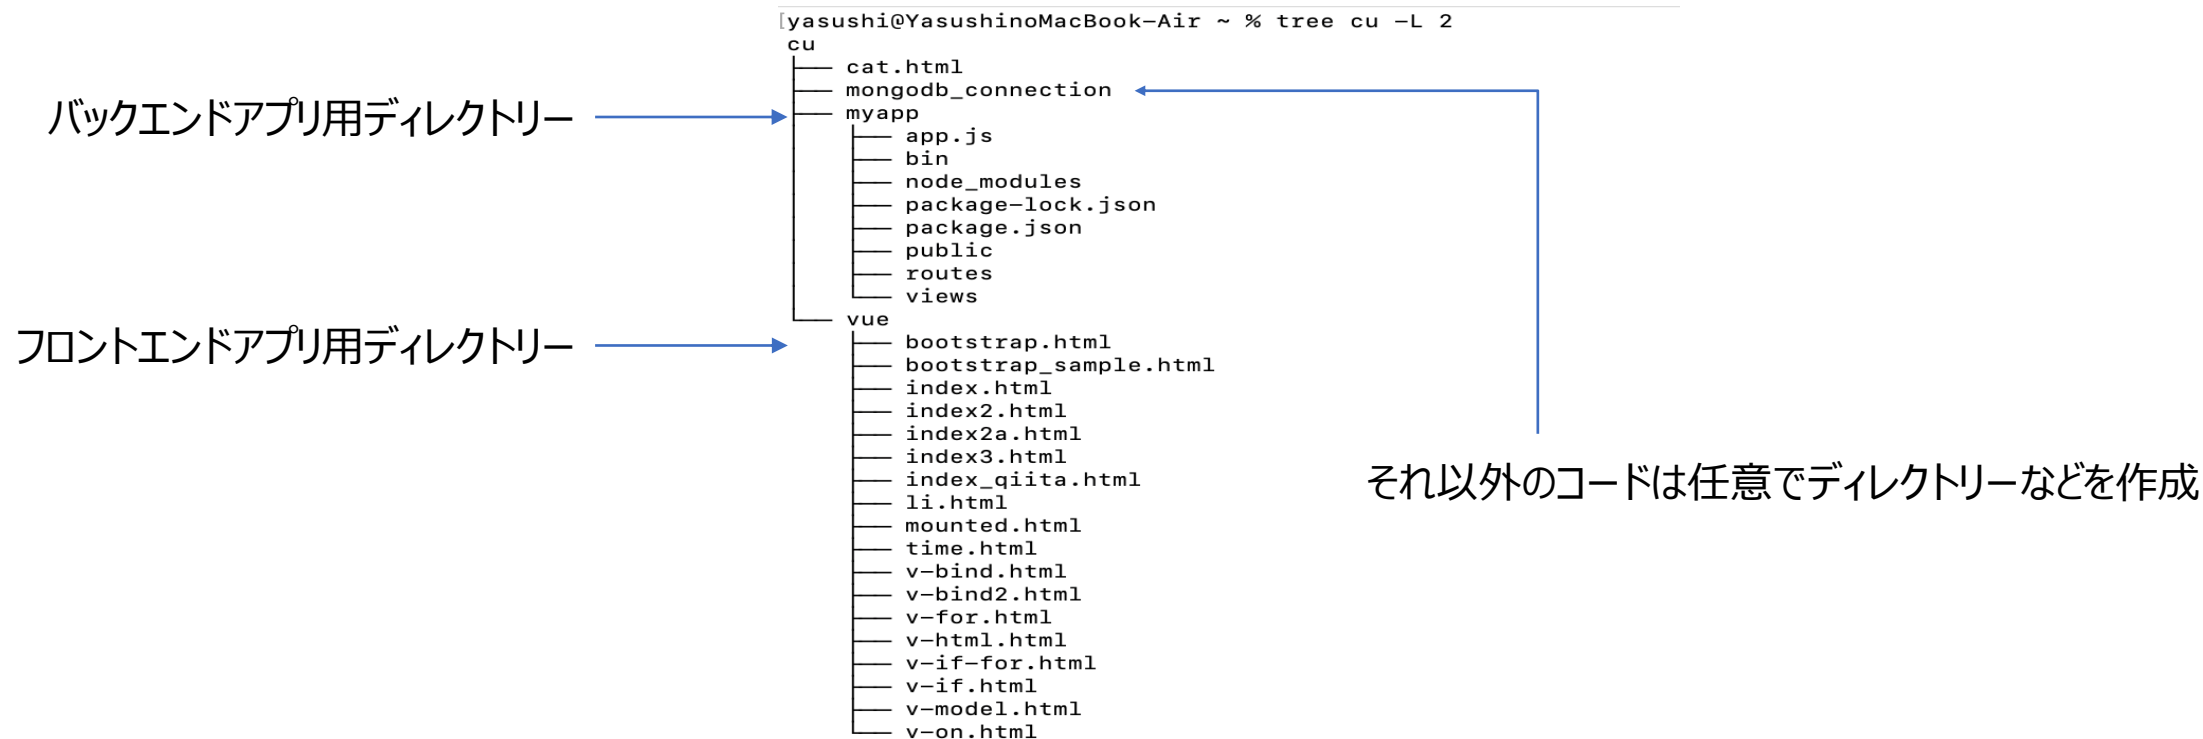 [yasushi@YasushinoMacBook-Air ~ % tree cu -L 2
cu
├── cat.html
├── mongodb_connection
├── myapp
│   ├── app.js
│   ├── bin
│   ├── node_modules
│   ├── package-lock.json
│   ├── package.json
│   ├── public
│   ├── routes
│   └── views
└── vue
    ├── bootstrap.html
    ├── bootstrap_sample.html
    ├── index.html
    ├── index2.html
    ├── index2a.html
    ├── index3.html
    ├── index_qiita.html
    ├── li.html
    ├── mounted.html
    ├── time.html
    ├── v-bind.html
    ├── v-bind2.html
    ├── v-for.html
    ├── v-html.html
    ├── v-if-for.html
    ├── v-if.html
    ├── v-model.html
    └── v-on.html
バックエンドアプリ用ディレクトリー
フロントエンドアプリ用ディレクトリー
それ以外のコードは任意でディレクトリーなどを作成